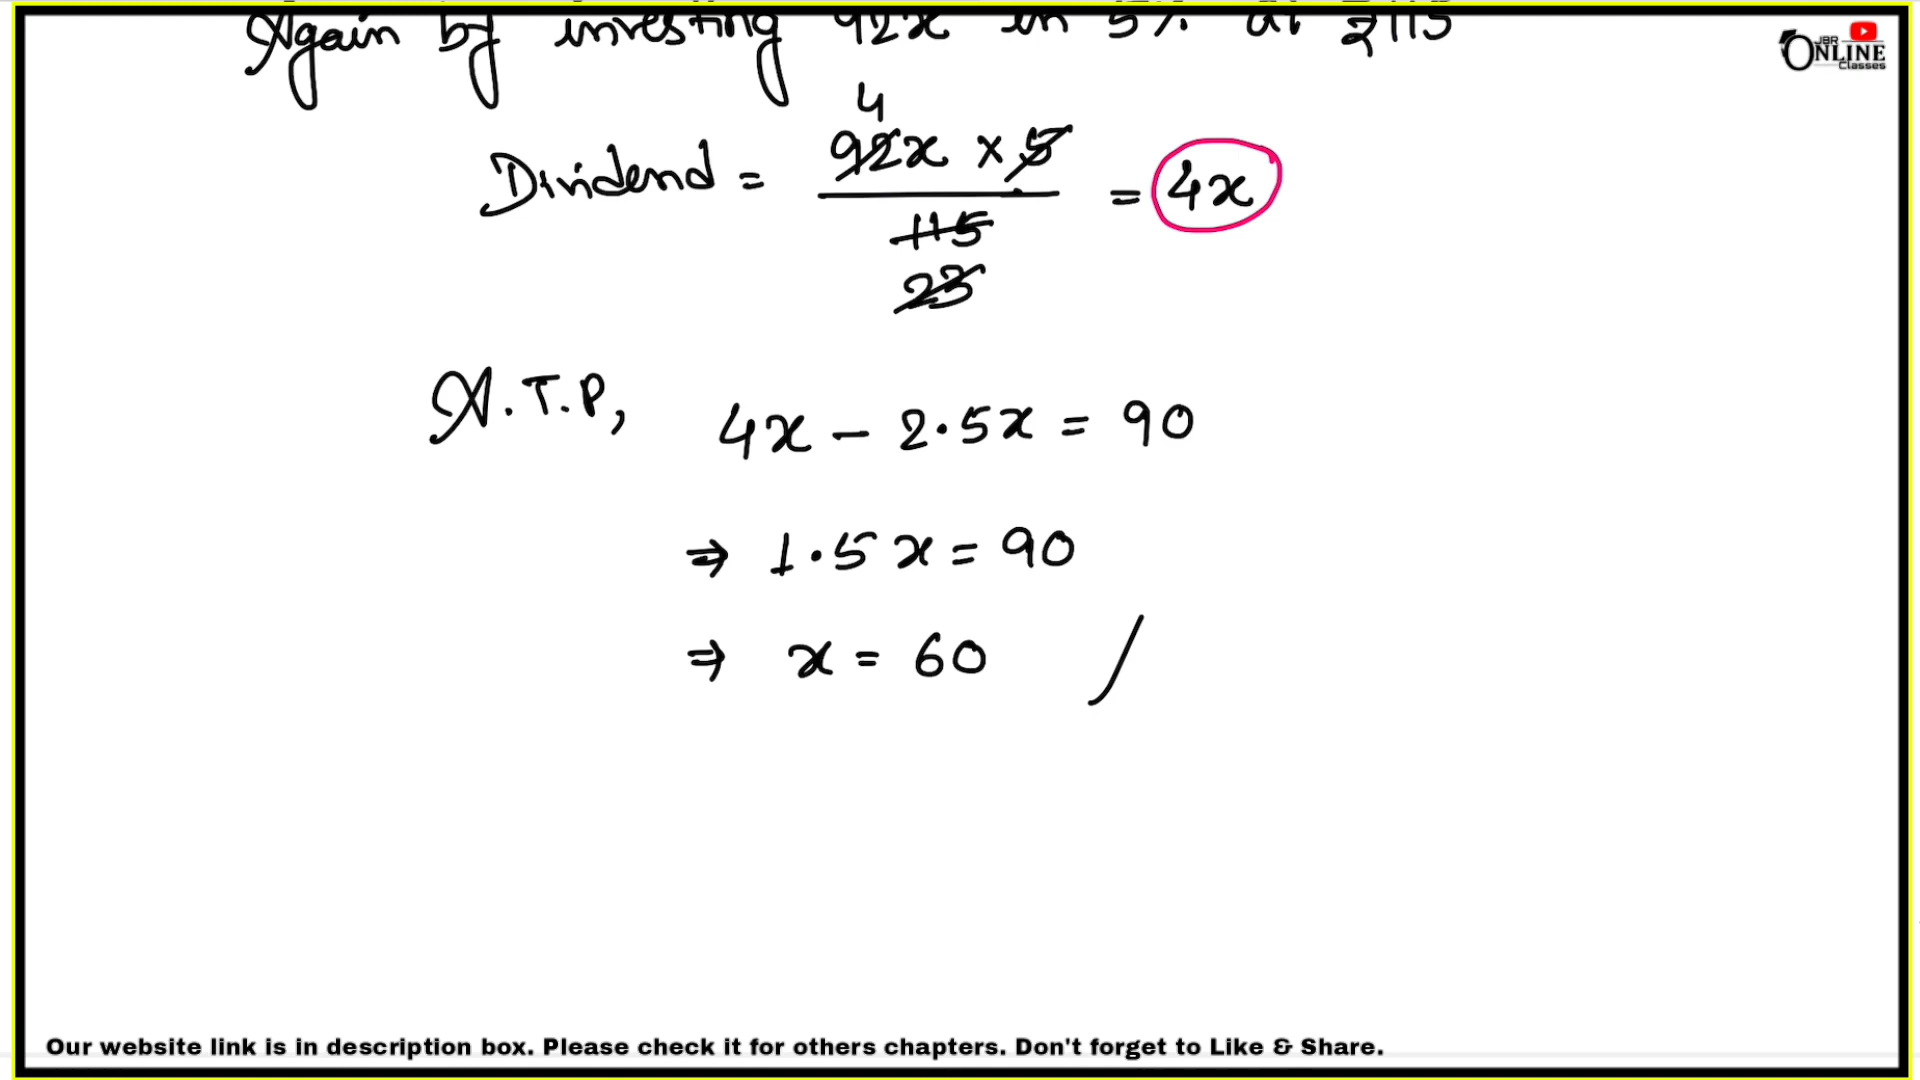 Again by investing 92x in 5% at ₹115
JBR
ONLINE
Classes
4
Dividend = 92x × 5 = 4x
115
23
A.T.P, 4x - 2.5x = 90
⇒ 1.5x = 90
⇒ x = 60
Our website link is in description box. Please check it for others chapters. Don't forget to Like & Share.